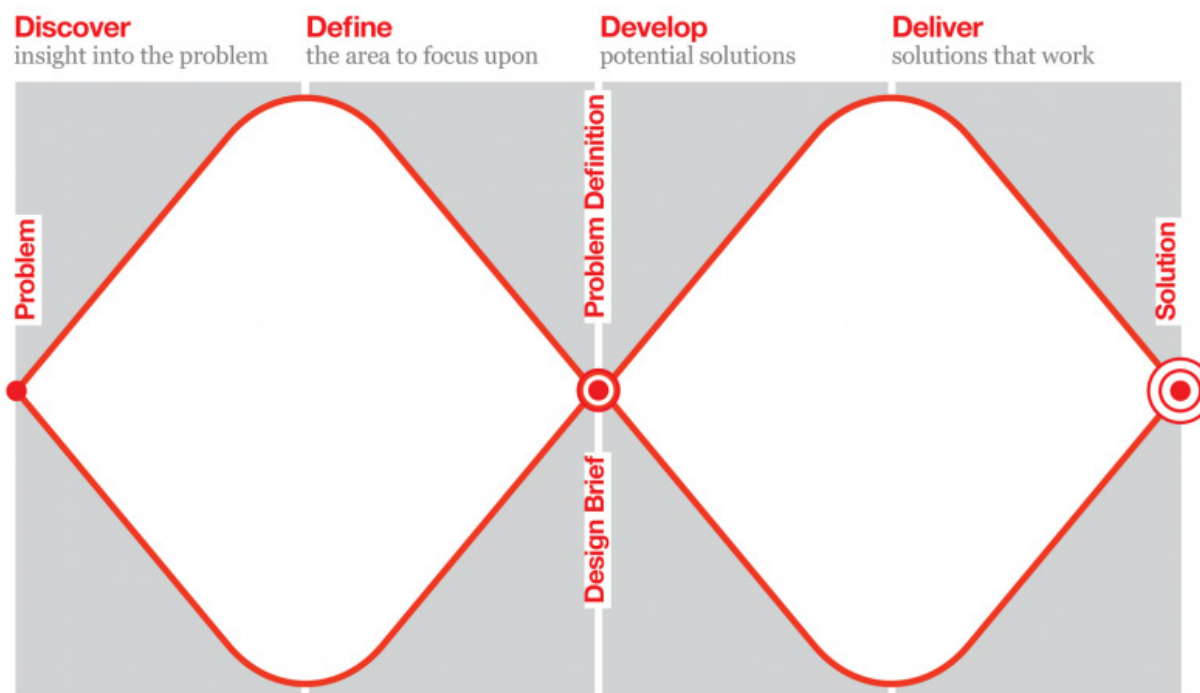 Discover
insight into the problem
Define
the area to focus upon
Develop
potential solutions
Deliver
solutions that work
Problem
Problem Definition
Design Brief
Solution